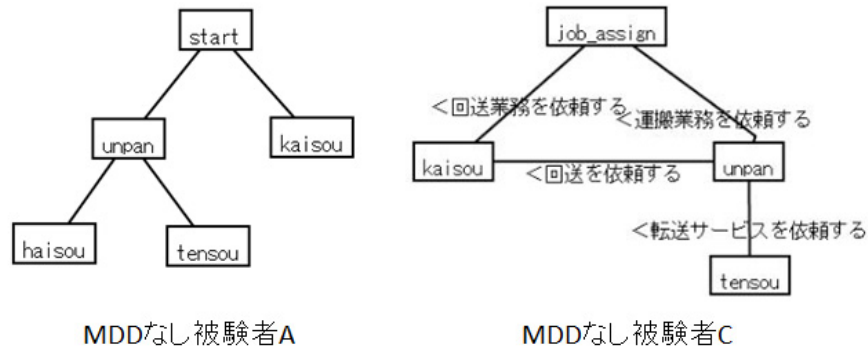 start
unpan
kaisou
haisou
tensou
MDDなし被験者A
job_assign
＜回送業務を依頼する
＜運搬業務を依頼する
kaisou
＜回送を依頼する
unpan
＜転送サービスを依頼する
tensou
MDDなし被験者C